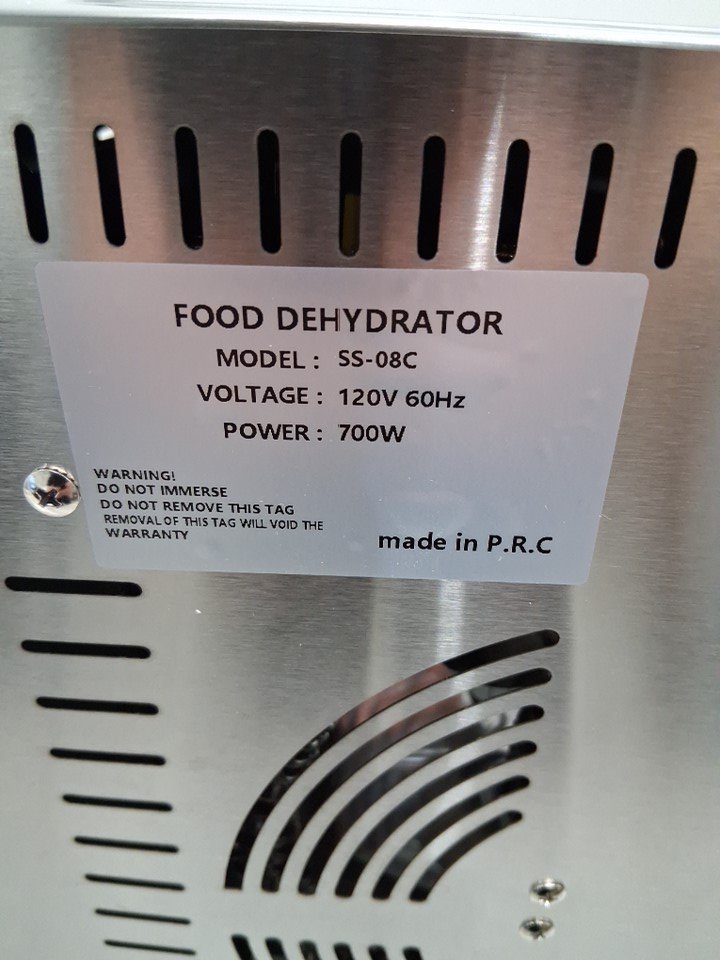 FOOD DEHYDRATOR
MODEL : SS-08C
VOLTAGE : 120V 60Hz
POWER : 700W
WARNING!
DO NOT IMMERSE
DO NOT REMOVE THIS TAG
REMOVAL OF THIS TAG WILL VOID THE
WARRANTY
made in P.R.C